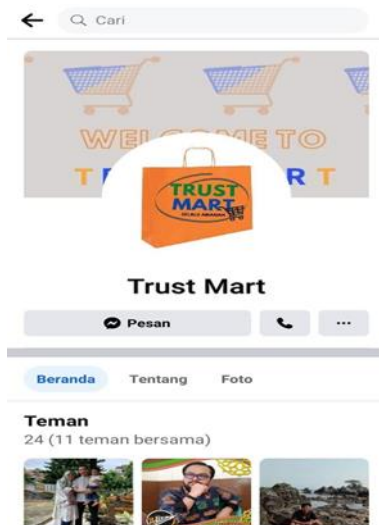 Cari
WELCOME TO
TRUST
MART
Trust Mart
Pesan
Beranda
Tentang
Foto
Teman
24 (11 teman bersama)